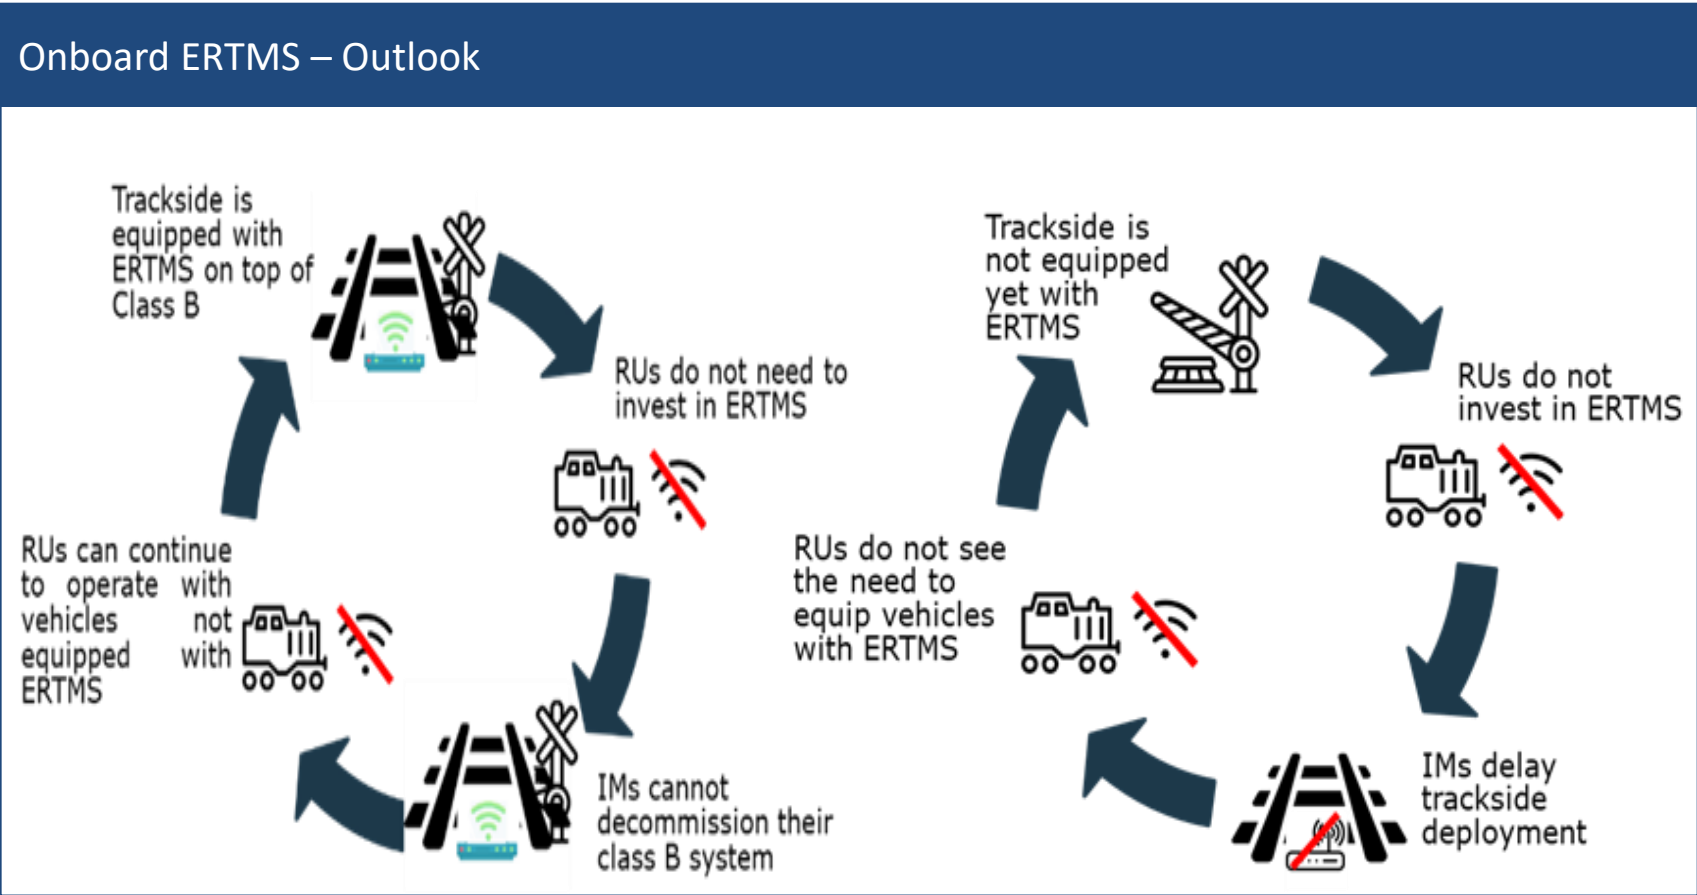 Onboard ERTMS – Outlook
Trackside is
equipped with
ERTMS on top of
Class B
RUs do not need to
invest in ERTMS
IMs cannot
decommission their
class B system
RUs can continue
to operate with
vehicles not
equipped with
ERTMS
Trackside is
not equipped
yet with
ERTMS
RUs do not
invest in ERTMS
IMs delay
trackside
deployment
RUs do not see
the need to
equip vehicles
with ERTMS